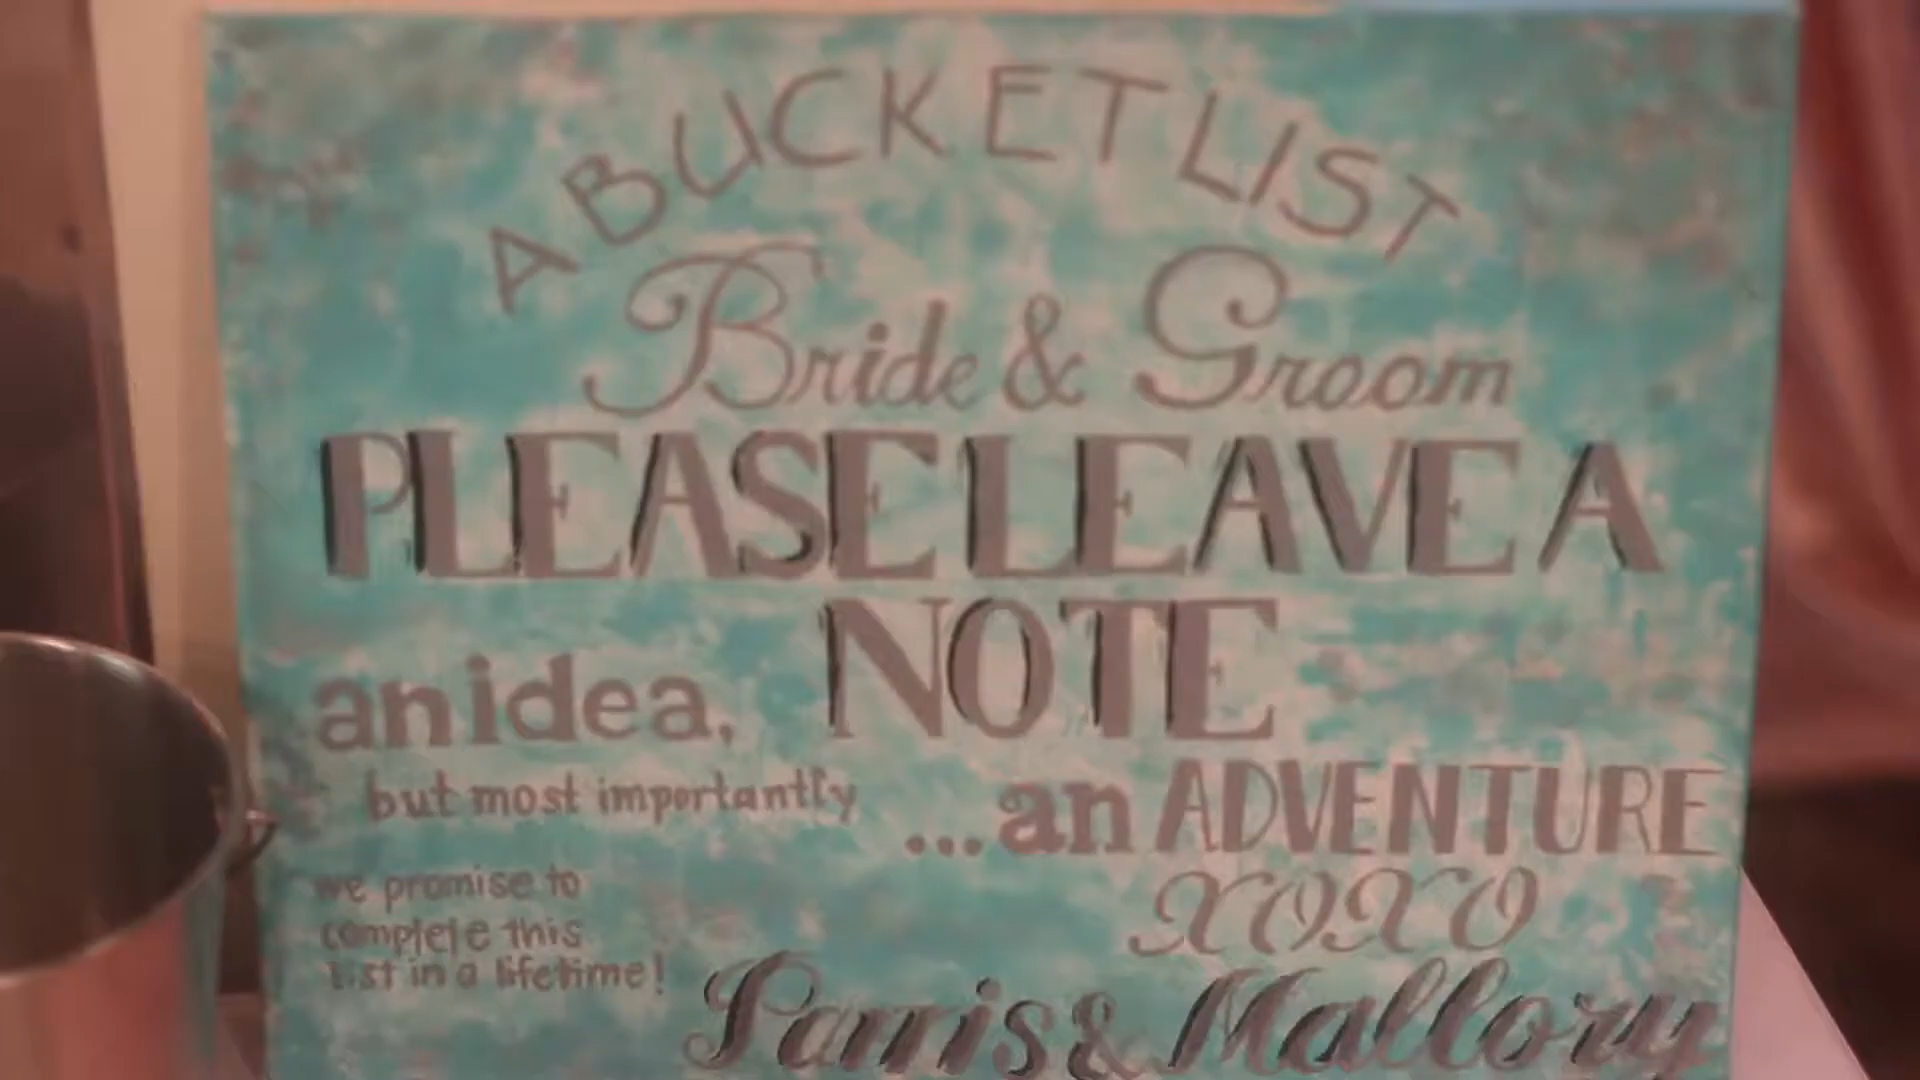 A BUCKET LIST
Bride & Groom
PLEASE LEAVE A
NOTE
an idea,
but most importantly
...an ADVENTURE
we promise to
complete this
list in a lifetime!
XOXO
& Mallory